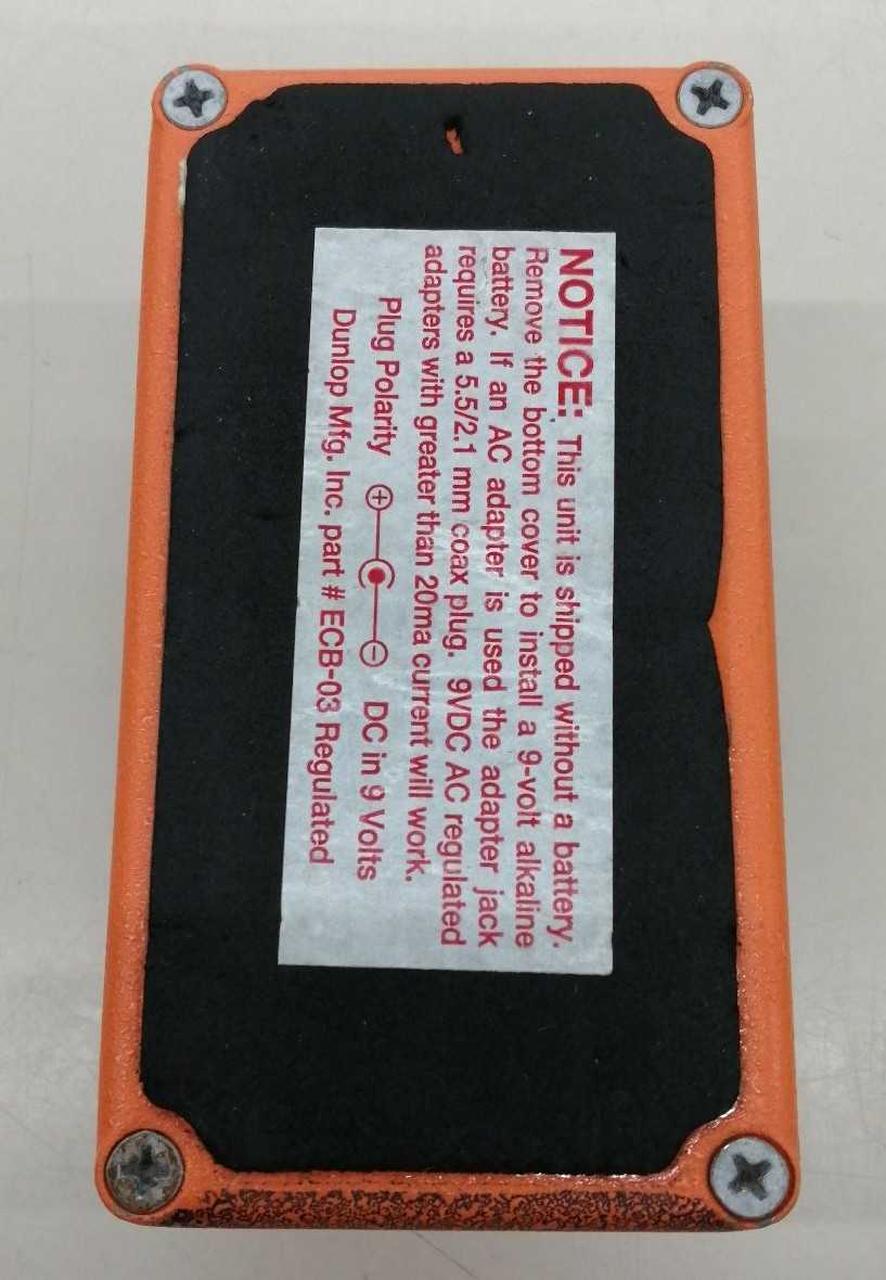 NOTICE: This unit is shipped without a battery.
Remove the bottom cover to install a 9-volt alkaline
battery. If an AC adapter is used the adapter jack
requires a 5.5/2.1 mm coax plug. 9VDC AC regulated
adapters with greater than 20ma current will work.
Plug Polarity + - DC in 9 Volts
Dunlop Mfg. Inc. part # ECB-03 Regulated